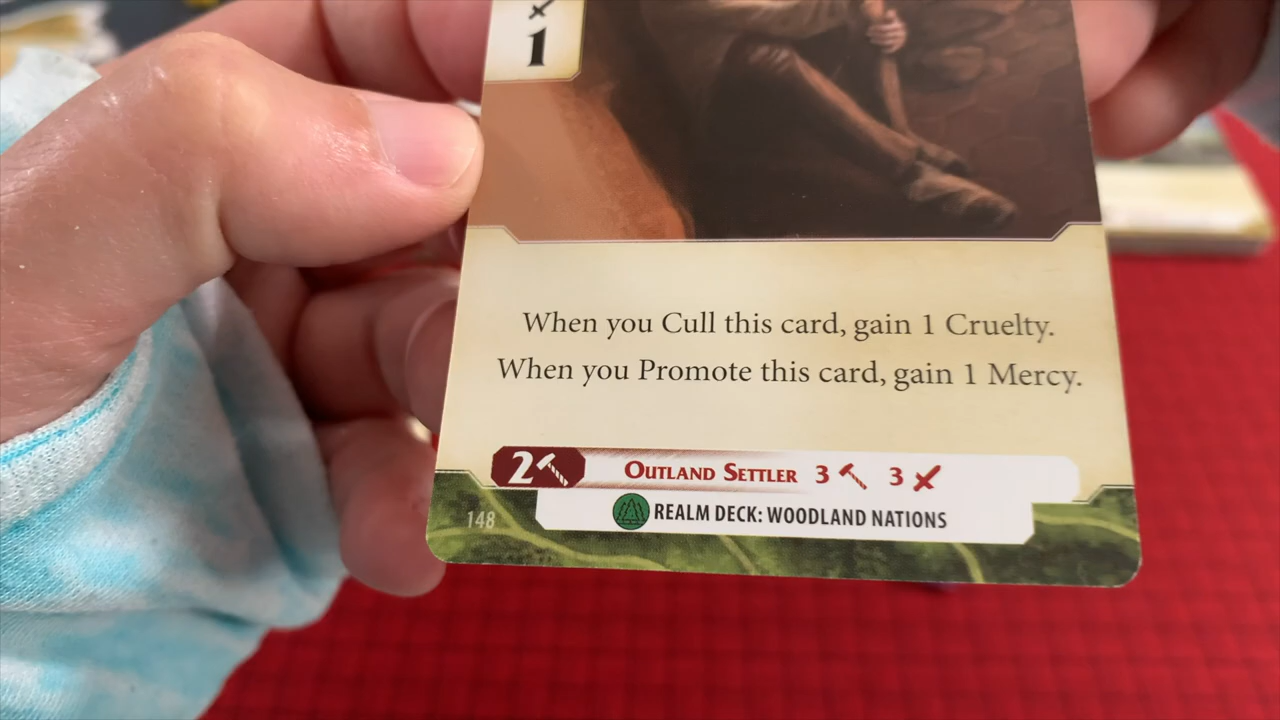 1
When you Cull this card, gain 1 Cruelty.
When you Promote this card, gain 1 Mercy.
2 OUTLAND SETTLER 3 3
148 REALM DECK: WOODLAND NATIONS